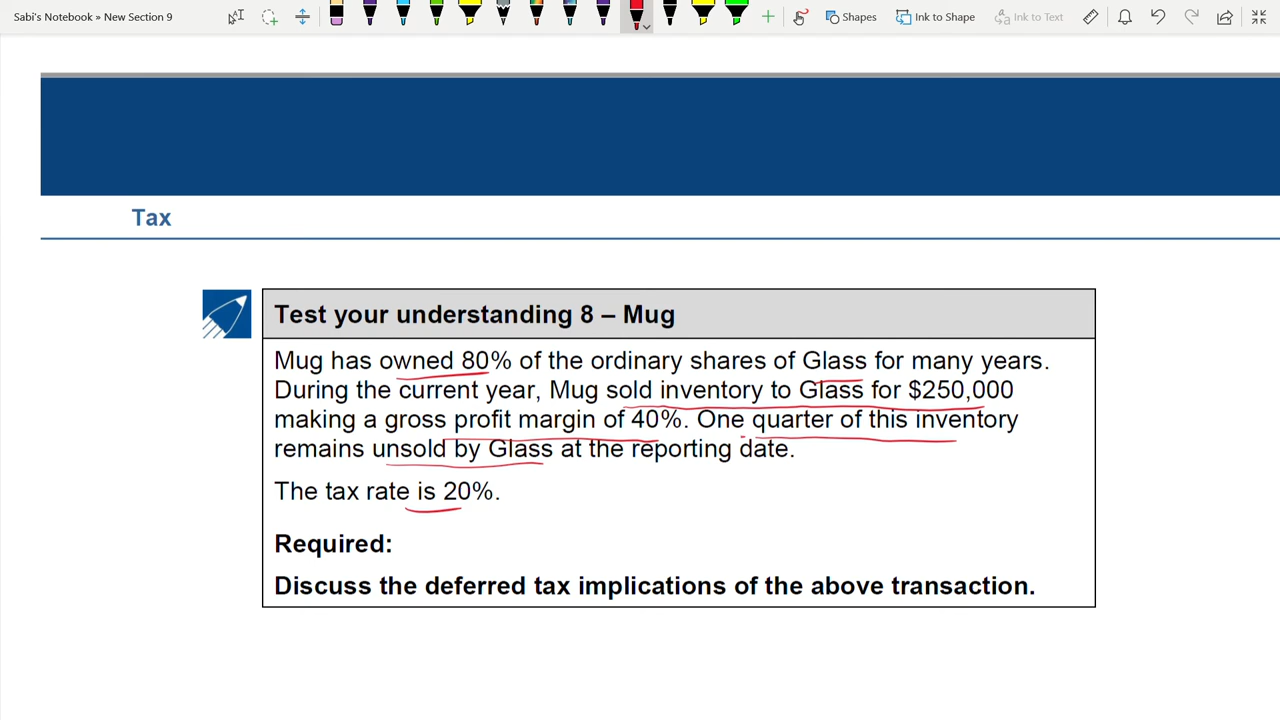 Sabi's Notebook » New Section 9
Shapes
Ink to Shape
Ink to Text
Tax
Test your understanding 8 – Mug
Mug has owned 80% of the ordinary shares of Glass for many years.
During the current year, Mug sold inventory to Glass for $250,000
making a gross profit margin of 40%. One quarter of this inventory
remains unsold by Glass at the reporting date.
The tax rate is 20%.
Required:
Discuss the deferred tax implications of the above transaction.